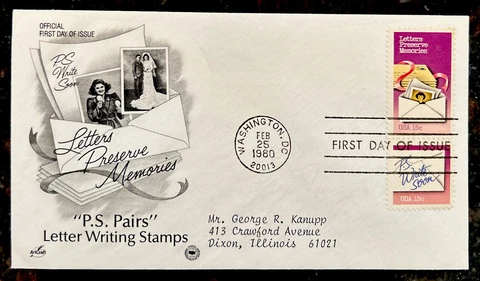 OFFICIAL
FIRST DAY OF ISSUE
P.S.
Write
Soon
Letters
Preserve
Memories
"P.S. Pairs"
Letter Writing Stamps
ArtCraft
WASHINGTON, DC
FEB
25
1980
20013
FIRST DAY OF ISSUE
Letters
Preserve
Memories
USA 15c
P.S.
Write
Soon
USA 15c
Mr. George R. Kanupp
413 Crawford Avenue
Dixon, Illinois 61021